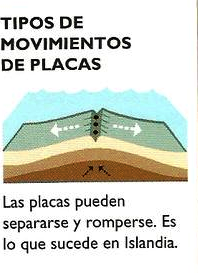 TIPOS DE
MOVIMIENTOS
DE PLACAS
Las placas pueden
separarse y romperse. Es
lo que sucede en Islandia.